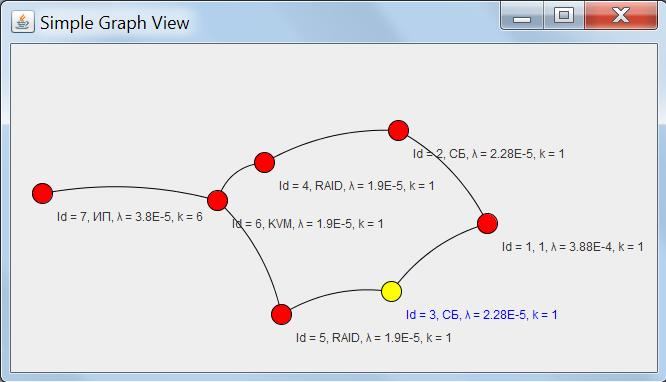 Simple Graph View
Id = 2, СБ, λ = 2.28E-5, k = 1
Id = 4, RAID, λ = 1.9E-5, k = 1
Id = 7, ИП, λ = 3.8E-5, k = 6
Id = 6, KVM, λ = 1.9E-5, k = 1
Id = 1, 1, λ = 3.88E-4, k = 1
Id = 3, СБ, λ = 2.28E-5, k = 1
Id = 5, RAID, λ = 1.9E-5, k = 1